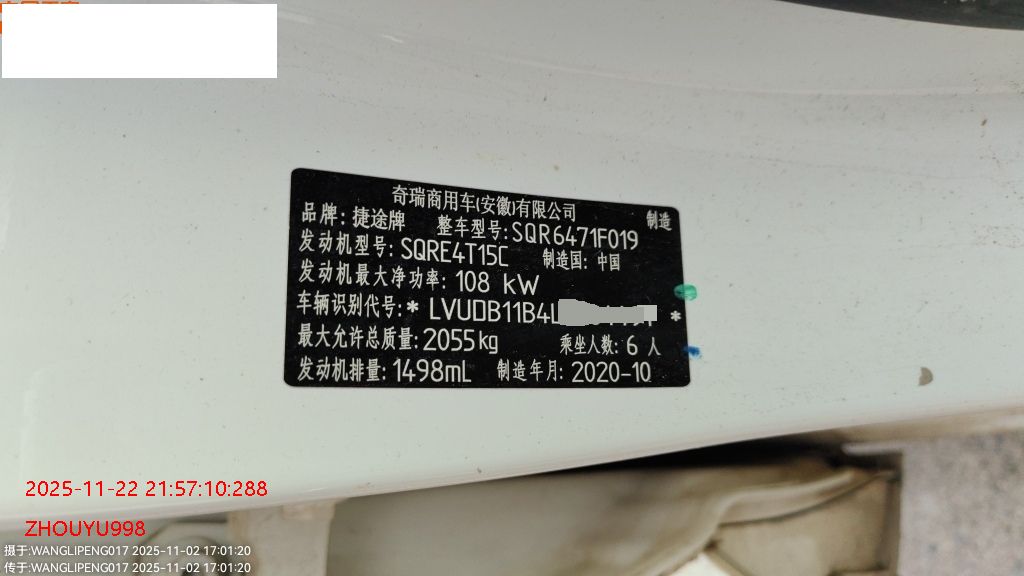 奇瑞商用车(安徽)有限公司 制造
品牌: 捷途牌 整车型号: SQR6471F019
发动机型号: SQRE4T15C 制造国: 中国
发动机最大净功率: 108 kW
车辆识别代号: * LVUDB11B4L *
最大允许总质量: 2055kg 乘坐人数: 6 人
发动机排量: 1498mL 制造年月: 2020-10
2025-11-22 21:57:10:288
ZHOUYU998
摄于:WANGLIPENG017 2025-11-02 17:01:20
传于:WANGLIPENG017 2025-11-02 17:01:20